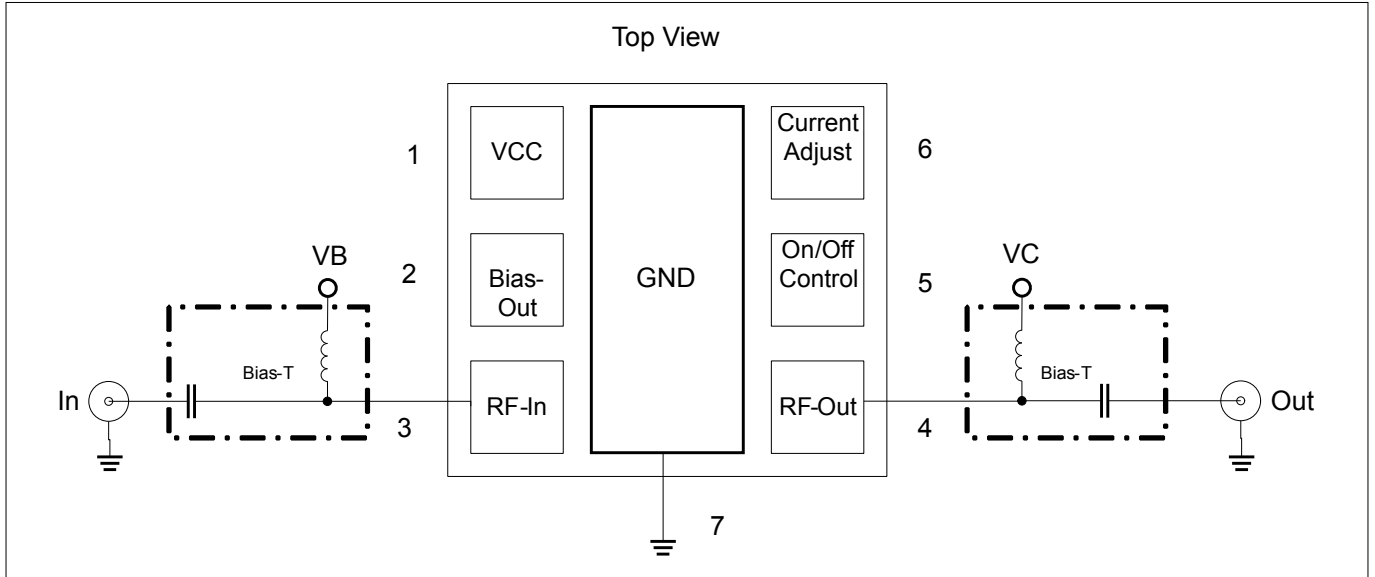 Top View
1
VCC
Current
Adjust
6
VB
2
Bias-
Out
GND
On/Off
Control
5
VC
Bias-T
In
3
RF-In
RF-Out
4
Bias-T
Out
7